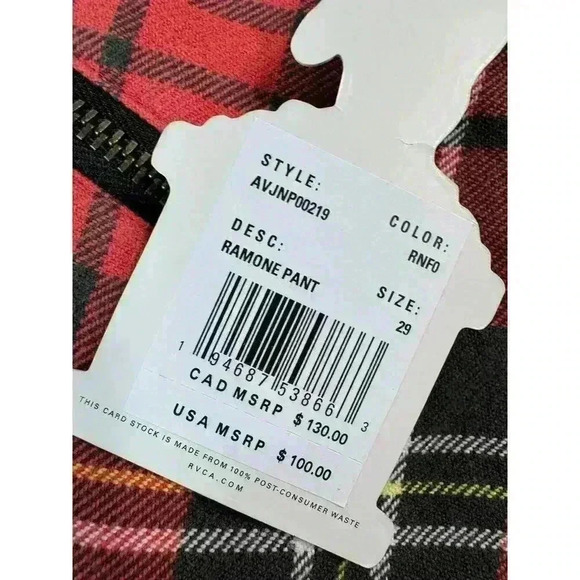 STYLE:
AVJNP00219
COLOR:
RNF0
DESC:
RAMONE PANT
SIZE:
29
1 94687 53866 3
CAD MSRP $ 130.00
USA MSRP $ 100.00
THIS CARD STOCK IS MADE FROM 100% POST-CONSUMER WASTE
RVCA.COM